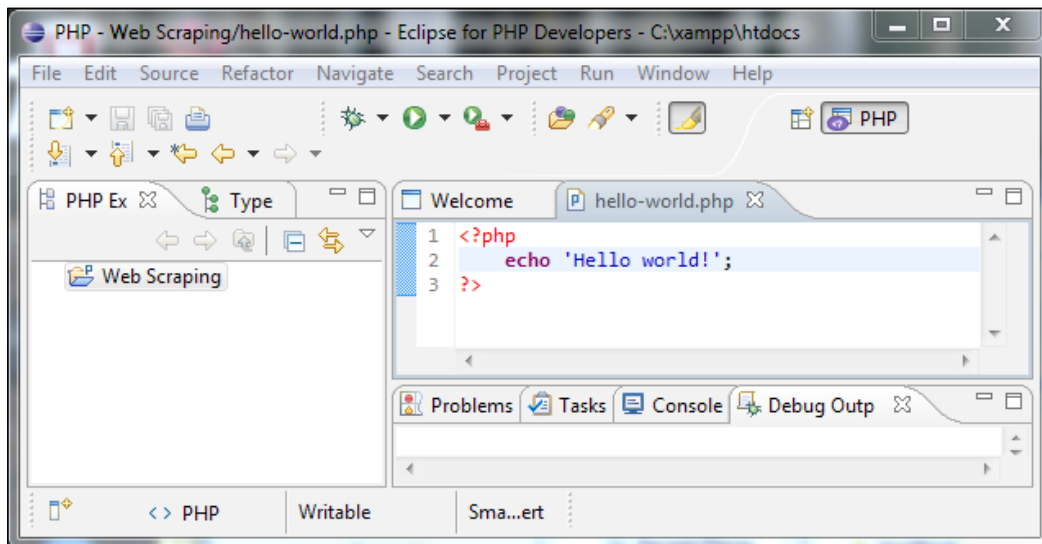 PHP - Web Scraping/hello-world.php - Eclipse for PHP Developers - C:\xampp\htdocs
File Edit Source Refactor Navigate Search Project Run Window Help
PHP
PHP Ex Type
Web Scraping
Welcome hello-world.php
1 <?php
2 echo 'Hello world!';
3 ?>
Problems Tasks Console Debug Outp
<> PHP Writable Sma...ert